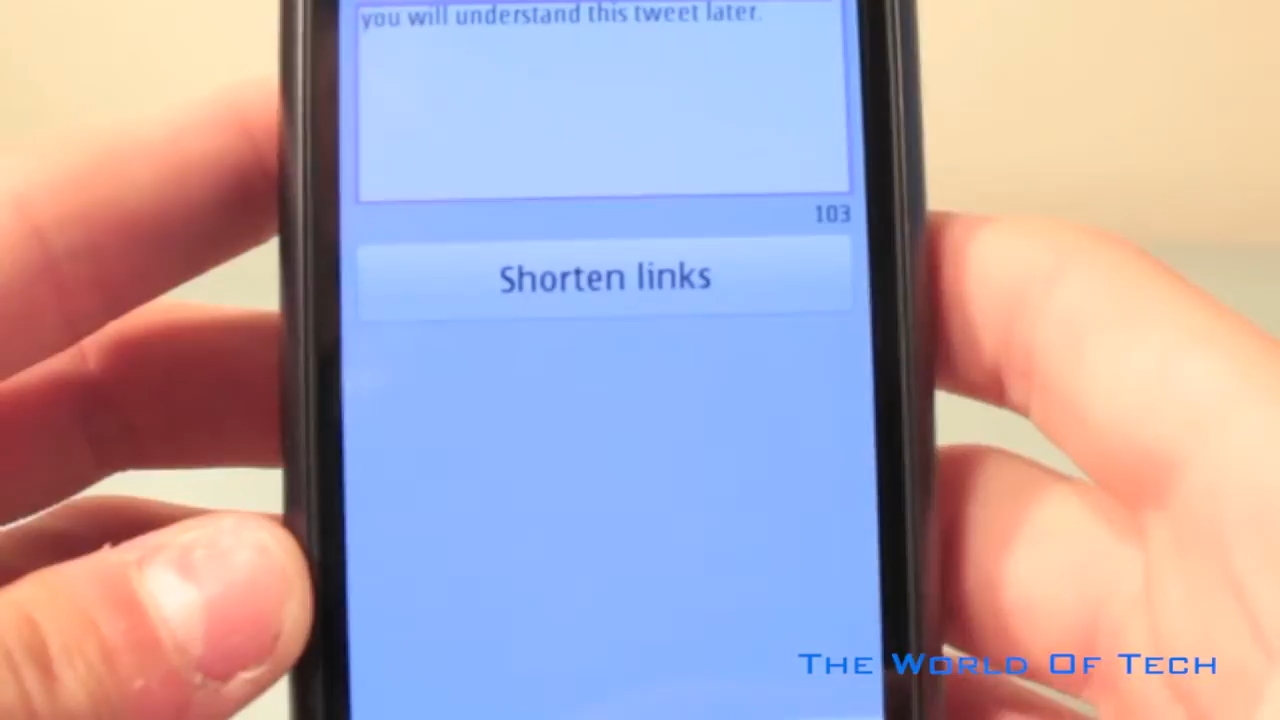 you will understand this tweet later.
103
Shorten links
The World Of Tech